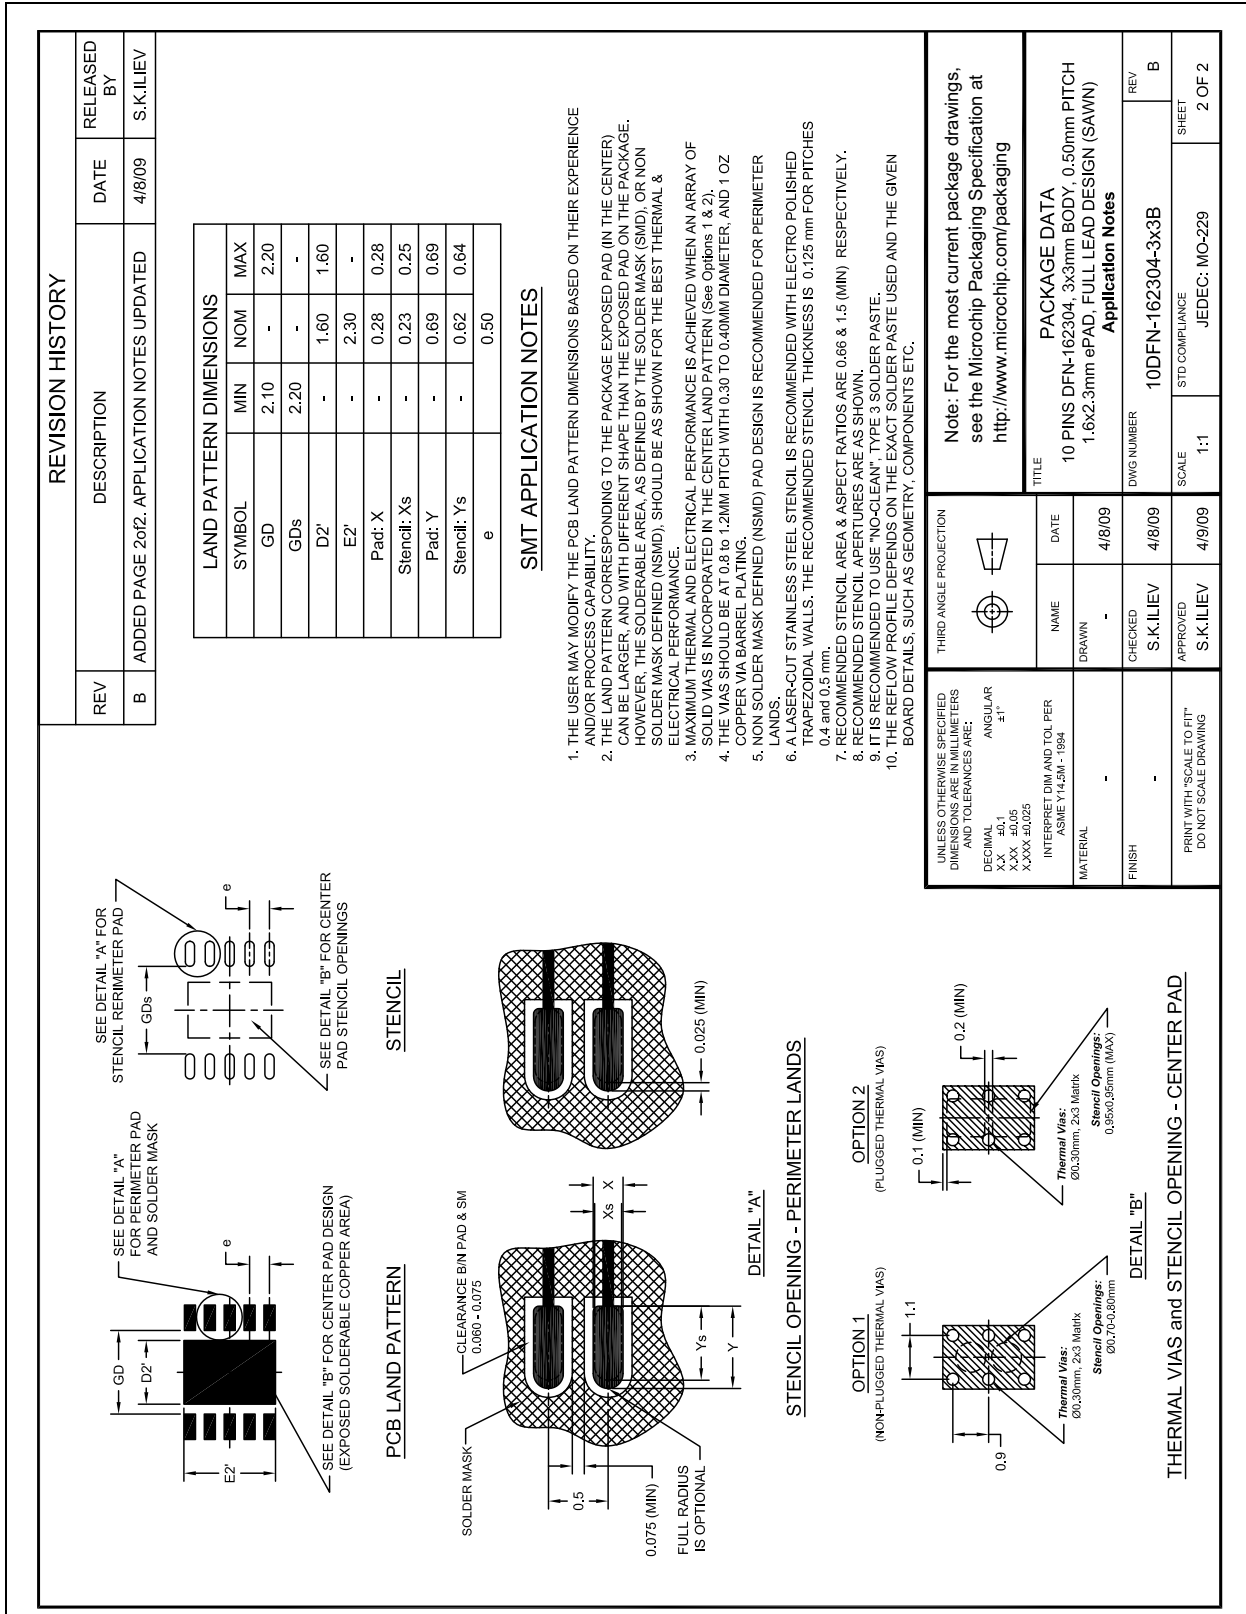 REVISION HISTORY
REV DESCRIPTION DATE RELEASED BY
B ADDED PAGE 2of2. APPLICATION NOTES UPDATED 4/8/09 S.K.ILIEV
SEE DETAIL "A"
FOR PERIMETER PAD
AND SOLDER MASK
GD
D2'
E2'
e
SEE DETAIL "B" FOR CENTER PAD DESIGN
(EXPOSED SOLDERABLE COPPER AREA)
PCB LAND PATTERN
SEE DETAIL "A" FOR
STENCIL RERIMETER PAD
GDs
e
SEE DETAIL "B" FOR CENTER
PAD STENCIL OPENINGS
STENCIL
LAND PATTERN DIMENSIONS
SYMBOL MIN NOM MAX
GD 2.10 - 2.20
GDs 2.20 - -
D2' - 1.60 1.60
E2' - 2.30 -
Pad: X - 0.28 0.28
Stencil: Xs - 0.23 0.25
Pad: Y - 0.69 0.69
Stencil: Ys - 0.62 0.64
e 0.50
SOLDER MASK
CLEARANCE B/N PAD & SM
0.060 - 0.075
0.5
0.075 (MIN)
FULL RADIUS
IS OPTIONAL
Xs
X
Ys
Y
0.025 (MIN)
DETAIL "A"
STENCIL OPENING - PERIMETER LANDS
SMT APPLICATION NOTES
1. THE USER MAY MODIFY THE PCB LAND PATTERN DIMENSIONS BASED ON THEIR EXPERIENCE
AND/OR PROCESS CAPABILITY.
2. THE LAND PATTERN CORRESPONDING TO THE PACKAGE EXPOSED PAD (IN THE CENTER)
CAN BE LARGER, AND WITH DIFFERENT SHAPE THAN THE EXPOSED PAD ON THE PACKAGE.
HOWEVER, THE SOLDERABLE AREA, AS DEFINED BY THE SOLDER MASK (SMD), OR NON
SOLDER MASK DEFINED (NSMD), SHOULD BE AS SHOWN FOR THE BEST THERMAL &
ELECTRICAL PERFORMANCE.
3. MAXIMUM THERMAL AND ELECTRICAL PERFORMANCE IS ACHIEVED WHEN AN ARRAY OF
SOLID VIAS IS INCORPORATED IN THE CENTER LAND PATTERN (See Options 1 & 2).
4. THE VIAS SHOULD BE AT 0.8 to 1.2MM PITCH WITH 0.30 TO 0.40MM DIAMETER, AND 1 OZ
COPPER VIA BARREL PLATING.
5. NON SOLDER MASK DEFINED (NSMD) PAD DESIGN IS RECOMMENDED FOR PERIMETER
LANDS.
6. A LASER-CUT STAINLESS STEEL STENCIL IS RECOMMENDED WITH ELECTRO POLISHED
TRAPEZOIDAL WALLS. THE RECOMMENDED STENCIL THICKNESS IS 0.125 mm FOR PITCHES
0.4 and 0.5 mm.
7. RECOMMENDED STENCIL AREA & ASPECT RATIOS ARE 0.66 & 1.5 (MIN) RESPECTIVELY.
8. RECOMMENDED STENCIL APERTURES ARE AS SHOWN.
9. IT IS RECOMMENDED TO USE "NO-CLEAN", TYPE 3 SOLDER PASTE.
10. THE REFLOW PROFILE DEPENDS ON THE EXACT SOLDER PASTE USED AND THE GIVEN
BOARD DETAILS, SUCH AS GEOMETRY, COMPONENTS ETC.
OPTION 1
(NON-PLUGGED THERMAL VIAS)
1.1
0.9
Thermal Vias:
Ø0.30mm, 2x3 Matrix
Stencil Openings:
Ø0.70-0.80mm
OPTION 2
(PLUGGED THERMAL VIAS)
0.1 (MIN)
0.2 (MIN)
Thermal Vias:
Ø0.30mm, 2x3 Matrix
Stencil Openings:
0.95x0.95mm (MAX)
DETAIL "B"
THERMAL VIAS and STENCIL OPENING - CENTER PAD
UNLESS OTHERWISE SPECIFIED
DIMENSIONS ARE IN MILLIMETERS
AND TOLERANCES ARE:
DECIMAL ANGULAR
X.X ±0.1 ±1°
X.XX ±0.05
X.XXX ±0.025
INTERPRET DIM AND TOL PER
ASME Y14.5M - 1994
MATERIAL
-
FINISH
-
PRINT WITH "SCALE TO FIT"
DO NOT SCALE DRAWING
THIRD ANGLE PROJECTION
NAME DATE
DRAWN
- 4/8/09
CHECKED
S.K.ILIEV 4/8/09
APPROVED
S.K.ILIEV 4/9/09
Note: For the most current package drawings,
see the Microchip Packaging Specification at
http://www.microchip.com/packaging
TITLE
PACKAGE DATA
10 PINS DFN-162304, 3x3mm BODY, 0.50mm PITCH
1.6x2.3mm ePAD, FULL LEAD DESIGN (SAWN)
Application Notes
DWG NUMBER
10DFN-162304-3x3B
REV
B
SCALE
1:1
STD COMPLIANCE
JEDEC: MO-229
SHEET
2 OF 2